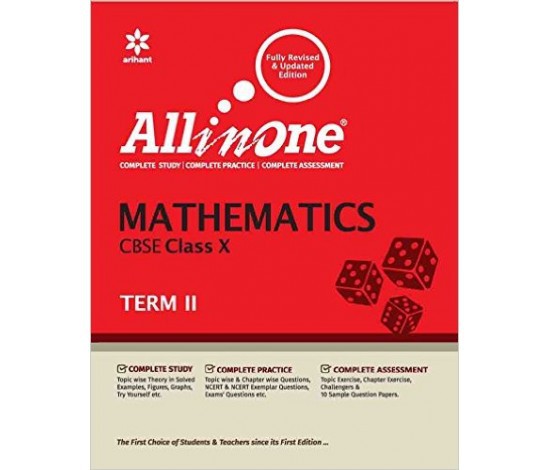 arihant
Fully Revised
& Updated
Edition
All in One®
COMPLETE STUDY | COMPLETE PRACTICE | COMPLETE ASSESSMENT
MATHEMATICS
CBSE Class X
TERM II
COMPLETE STUDY
Topic wise Theory in Solved
Examples, Figures, Graphs,
Try Yourself etc.
COMPLETE PRACTICE
Topic wise & Chapter wise Questions,
NCERT & NCERT Exemplar Questions,
Exams' Questions etc.
COMPLETE ASSESSMENT
Topic Exercise, Chapter Exercise,
Challengers &
10 Sample Question Papers.
The First Choice of Students & Teachers since its First Edition ...